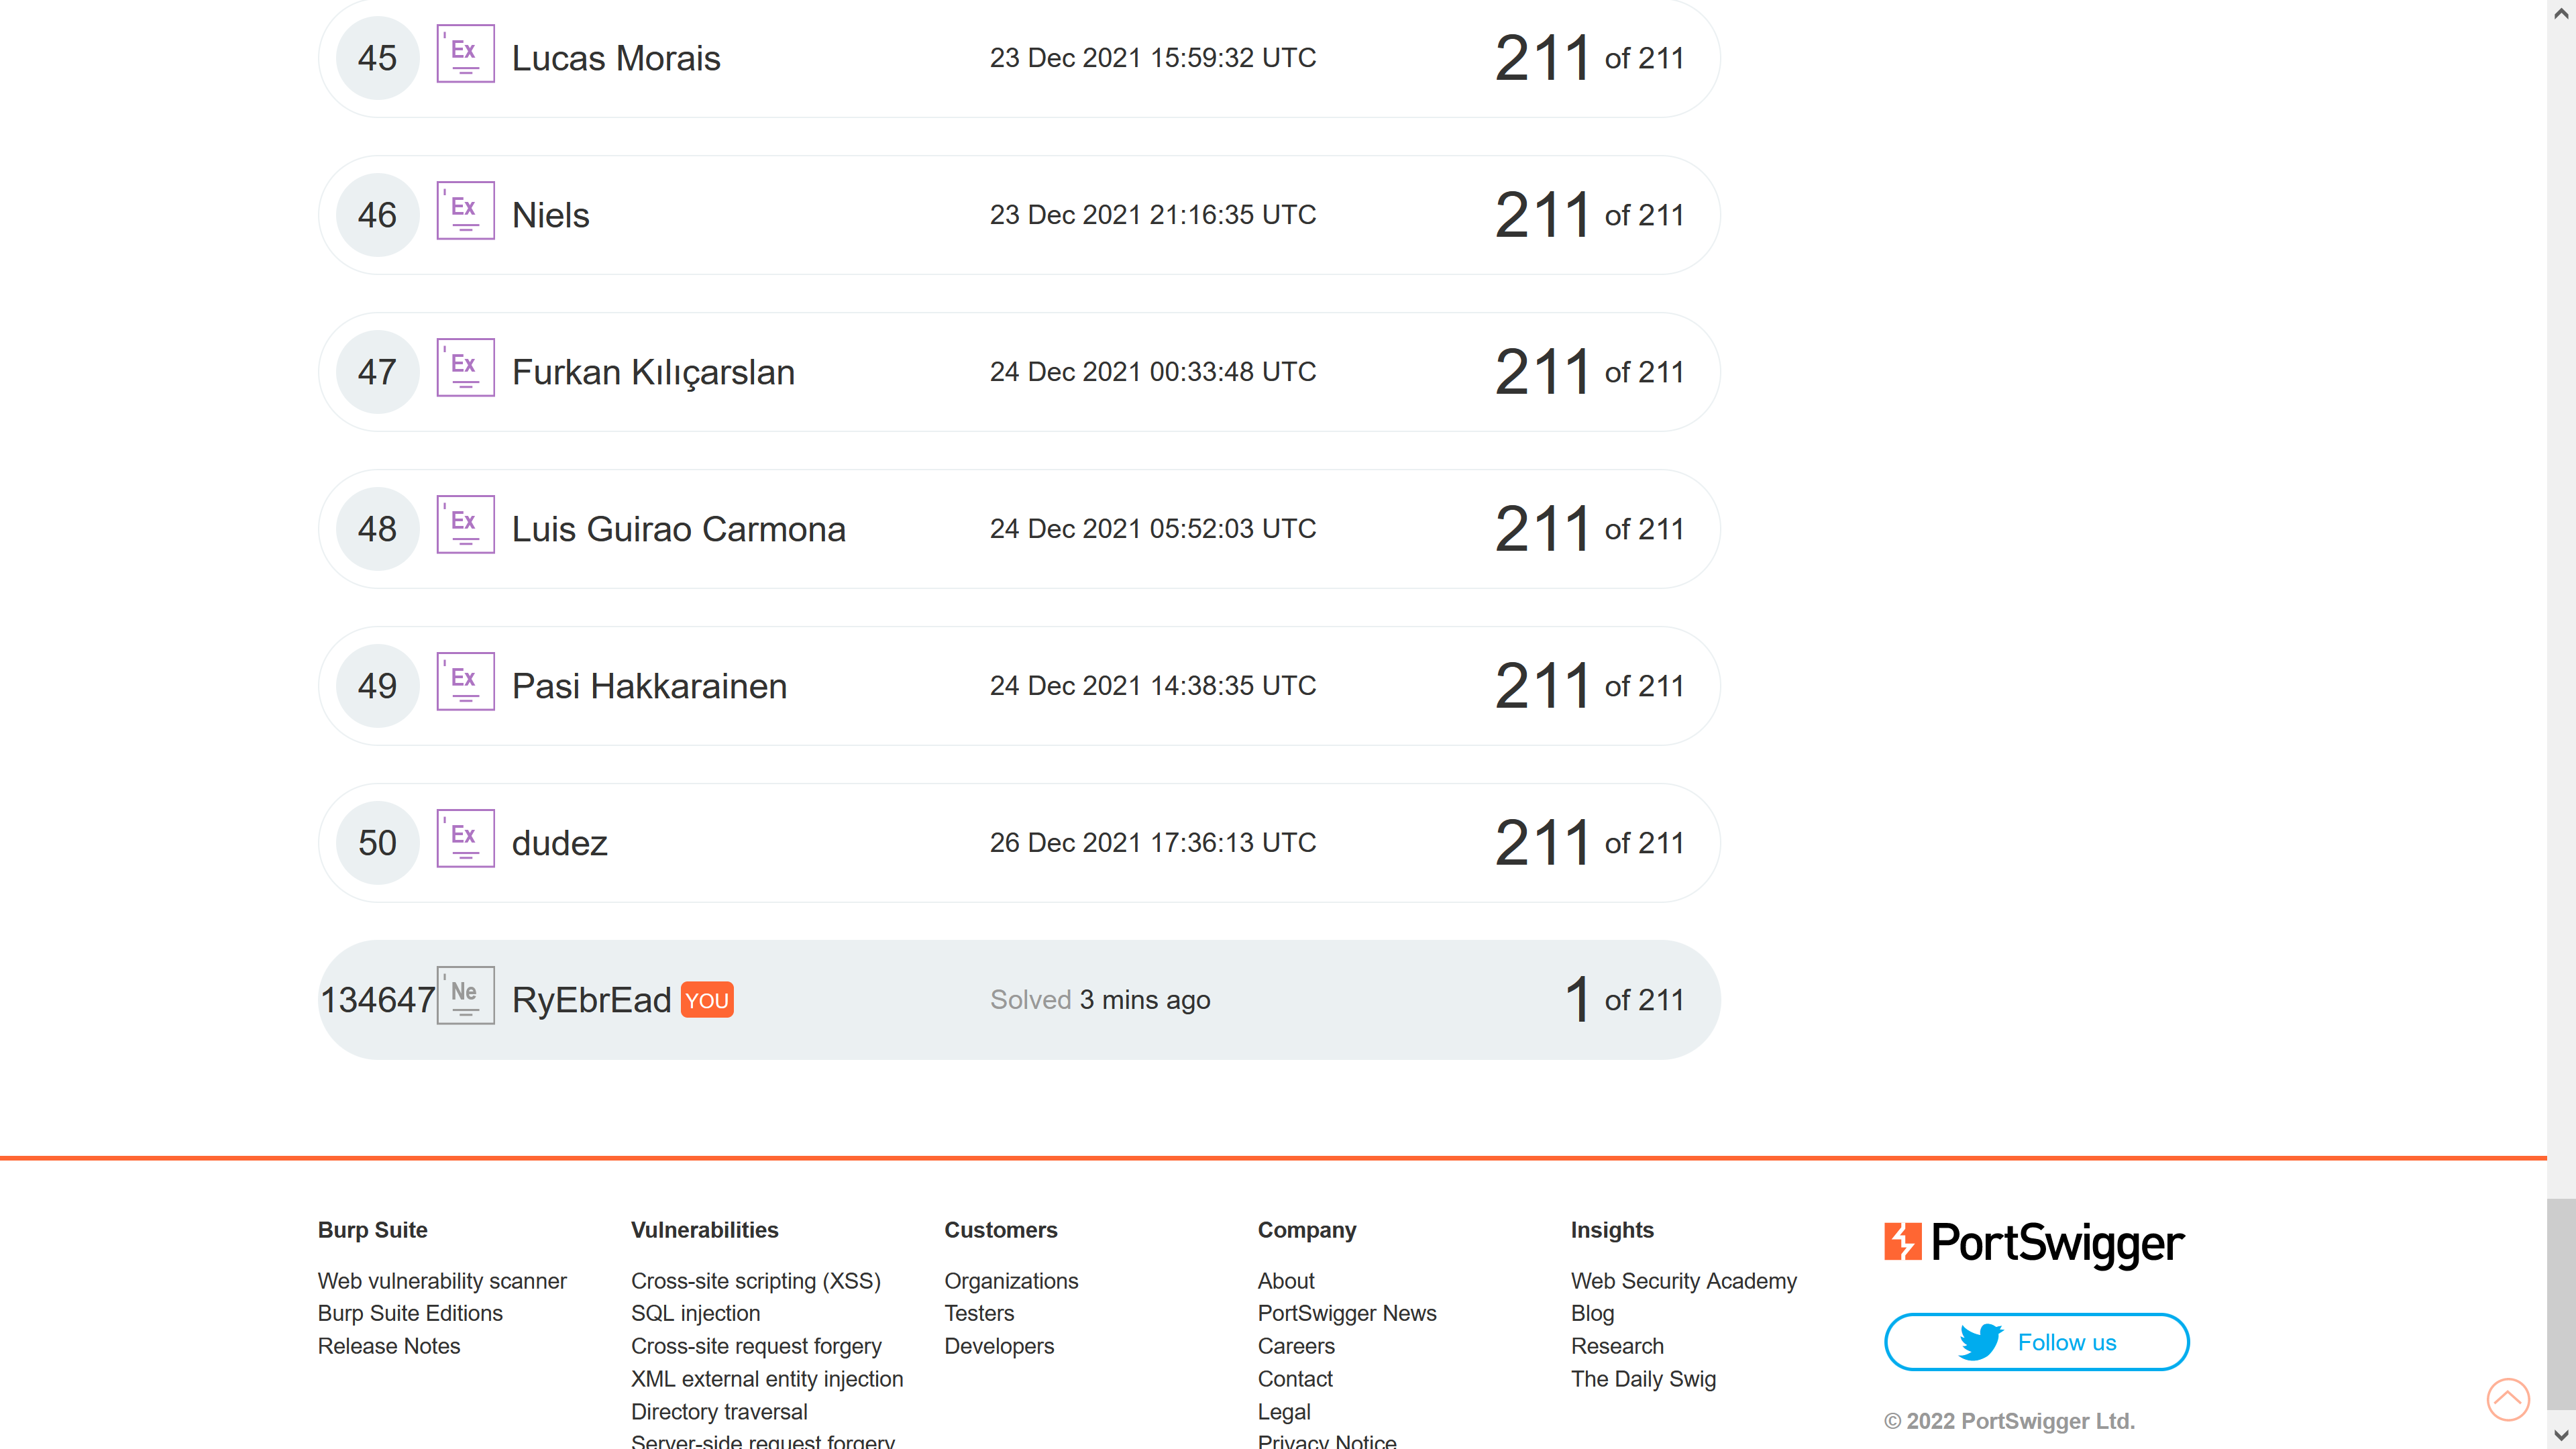 45 Ex Lucas Morais 23 Dec 2021 15:59:32 UTC 211 of 211
46 Ex Niels 23 Dec 2021 21:16:35 UTC 211 of 211
47 Ex Furkan Kılıçarslan 24 Dec 2021 00:33:48 UTC 211 of 211
48 Ex Luis Guirao Carmona 24 Dec 2021 05:52:03 UTC 211 of 211
49 Ex Pasi Hakkarainen 24 Dec 2021 14:38:35 UTC 211 of 211
50 Ex dudez 26 Dec 2021 17:36:13 UTC 211 of 211
134647 Ne RyEbrEad YOU Solved 3 mins ago 1 of 211
Burp Suite
Web vulnerability scanner
Burp Suite Editions
Release Notes
Vulnerabilities
Cross-site scripting (XSS)
SQL injection
Cross-site request forgery
XML external entity injection
Directory traversal
Server-side request forgery
Customers
Organizations
Testers
Developers
Company
About
PortSwigger News
Careers
Contact
Legal
Privacy Notice
Insights
Web Security Academy
Blog
Research
The Daily Swig
PortSwigger
Follow us
© 2022 PortSwigger Ltd.